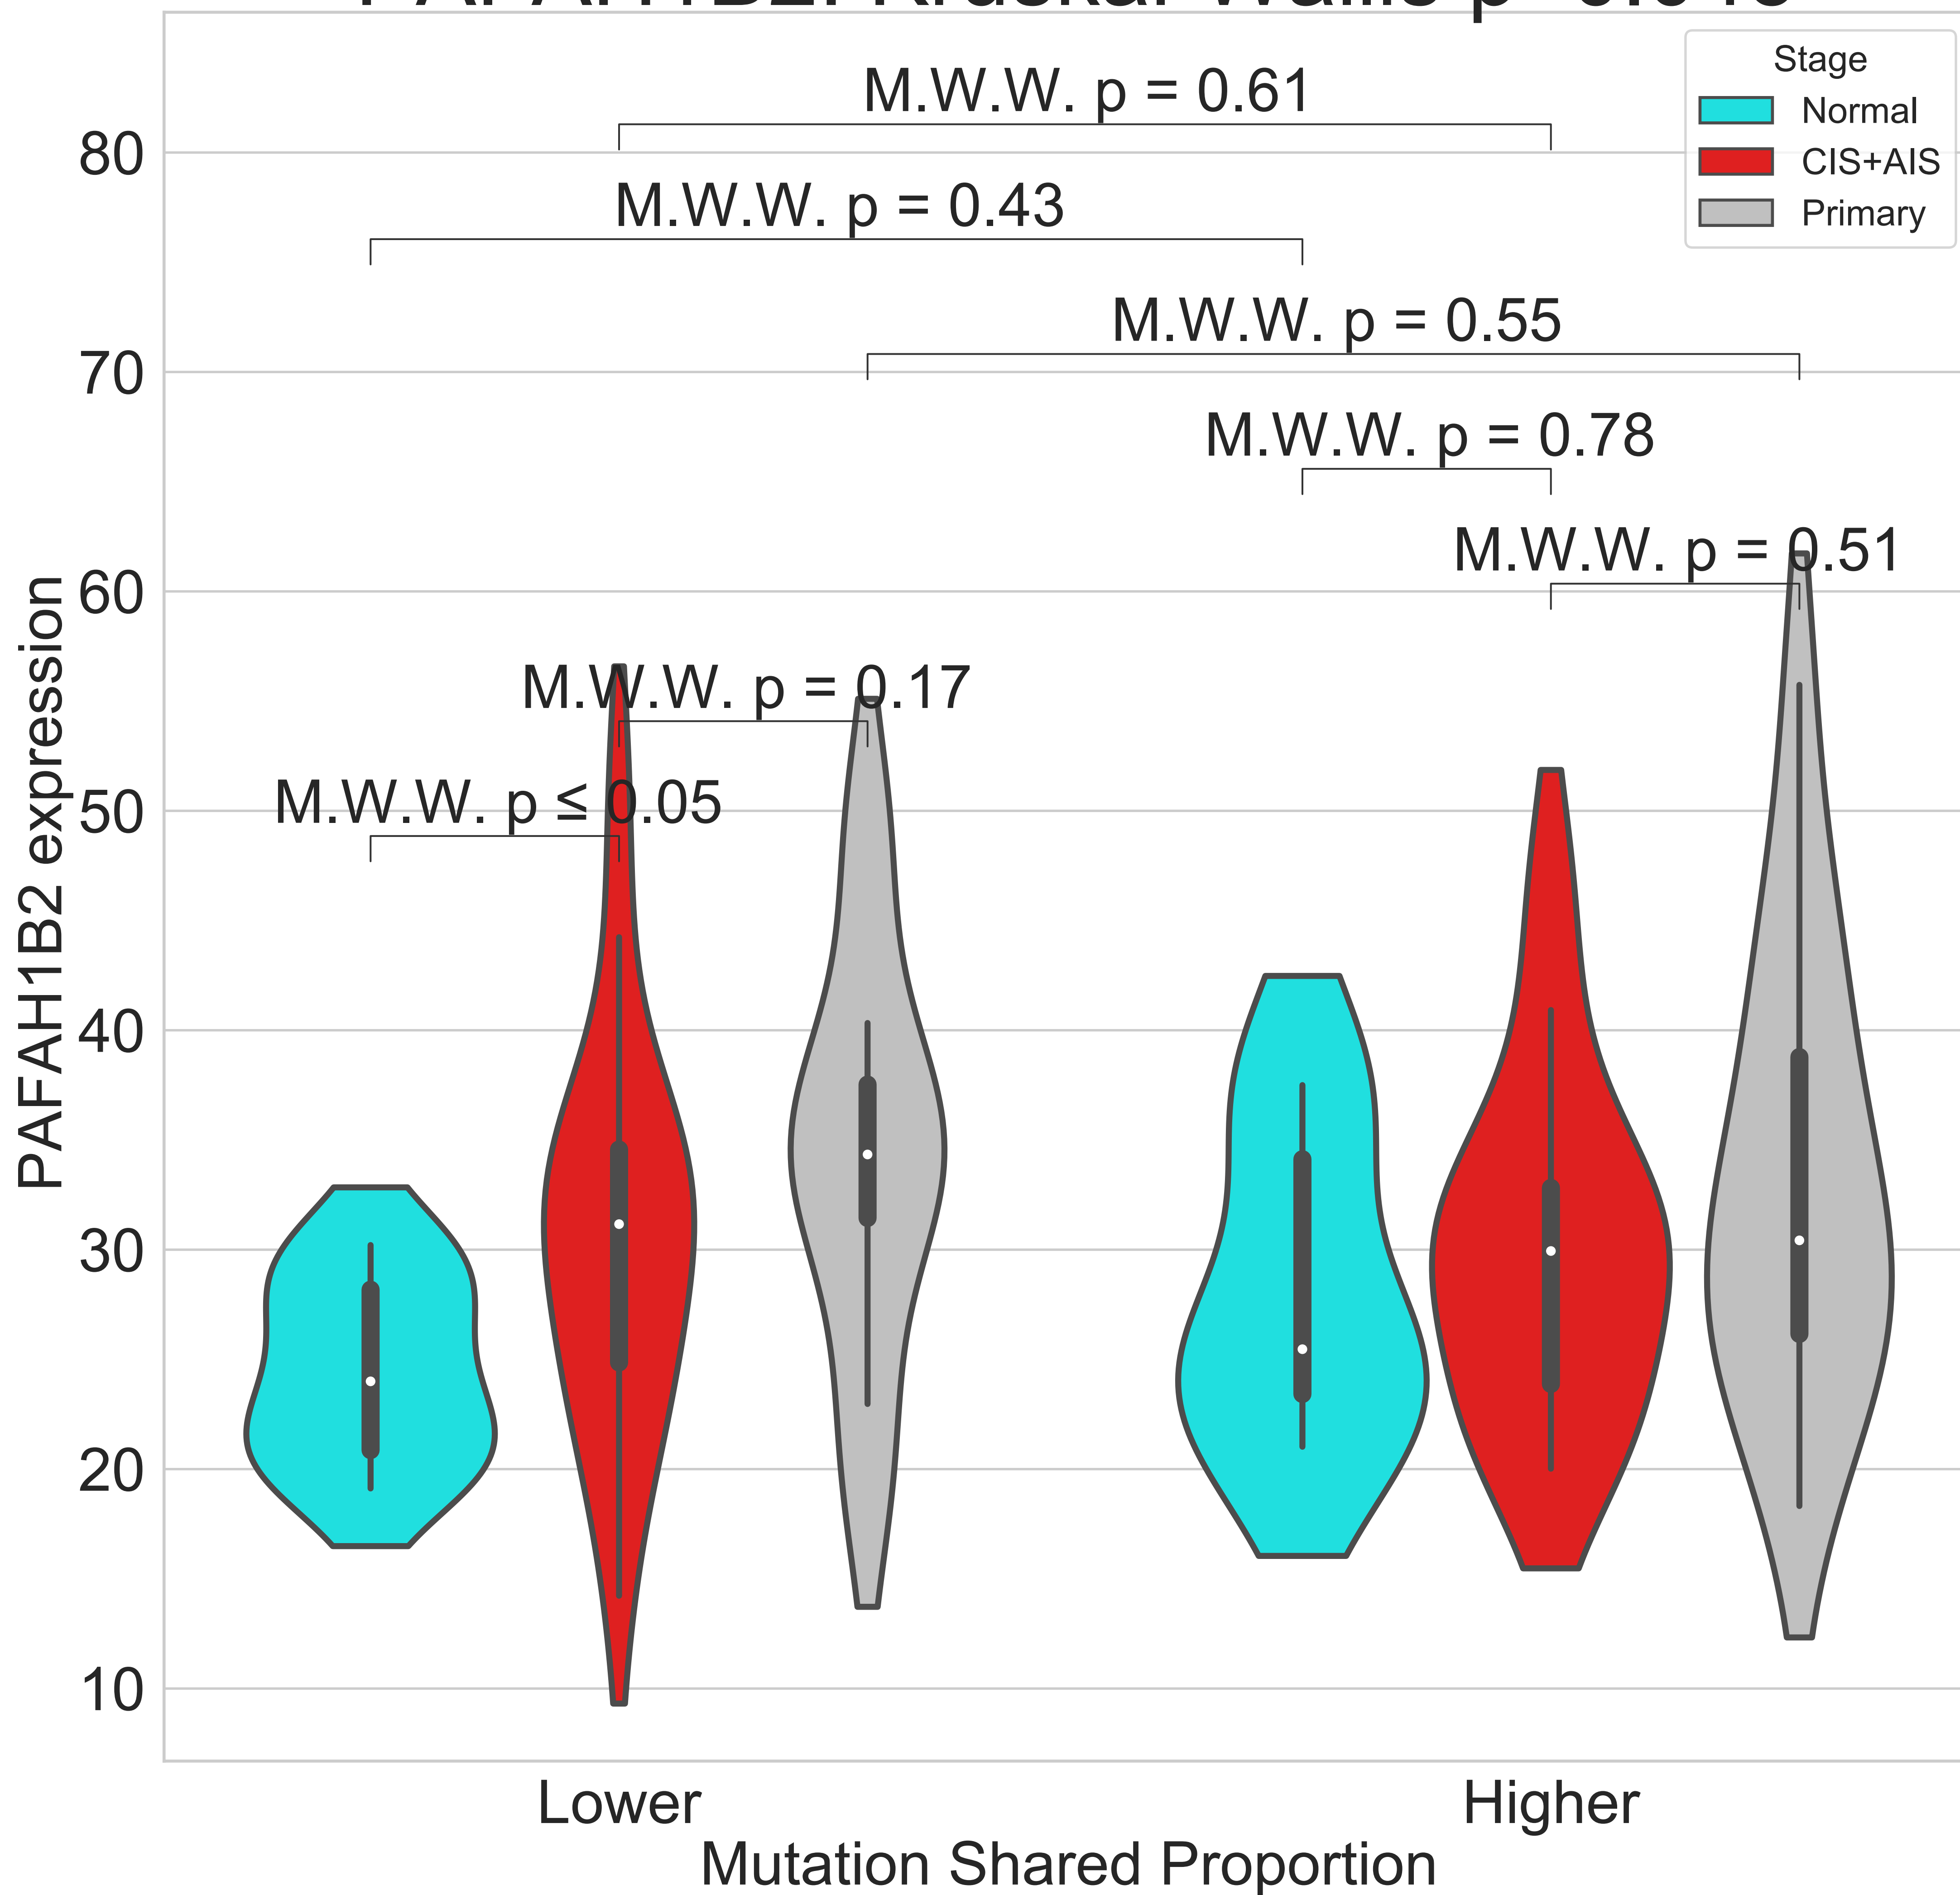 Stage
Normal
CIS+AIS
Primary
M.W.W. p = 0.61
M.W.W. p = 0.43
M.W.W. p = 0.55
M.W.W. p = 0.78
M.W.W. p = 0.51
M.W.W. p = 0.17
M.W.W. p ≤ 0.05
80
70
60
50
40
30
20
10
PAFAH1B2 expression
Lower
Higher
Mutation Shared Proportion